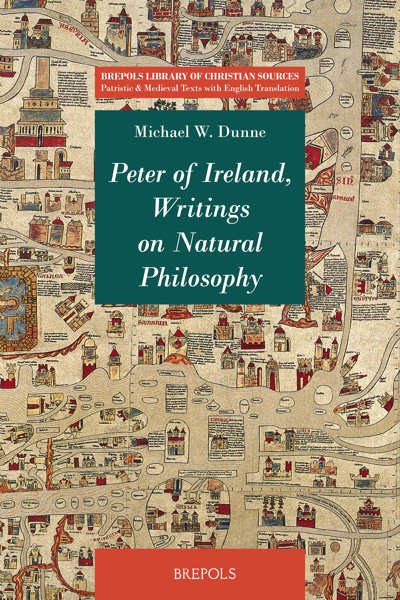 BREPOLS LIBRARY OF CHRISTIAN SOURCES
Patristic & Medieval Texts with English Translation
Michael W. Dunne
Peter of Ireland,
Writings
on Natural
Philosophy
BREPOLS